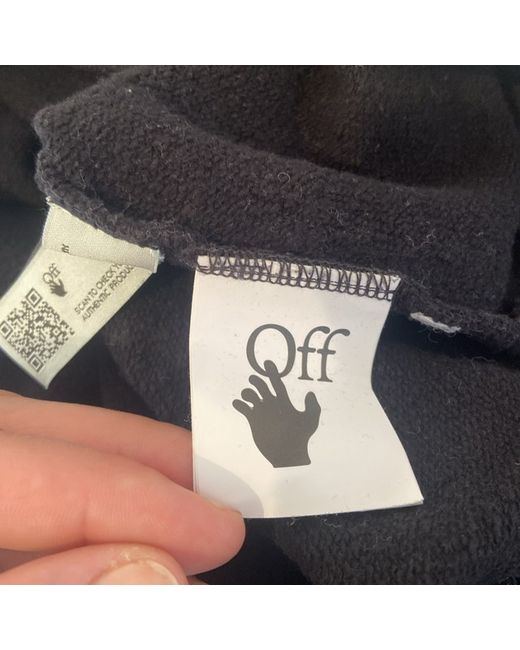 Off
SCAN TO CHECK
AUTHENTIC PRODUC
Off